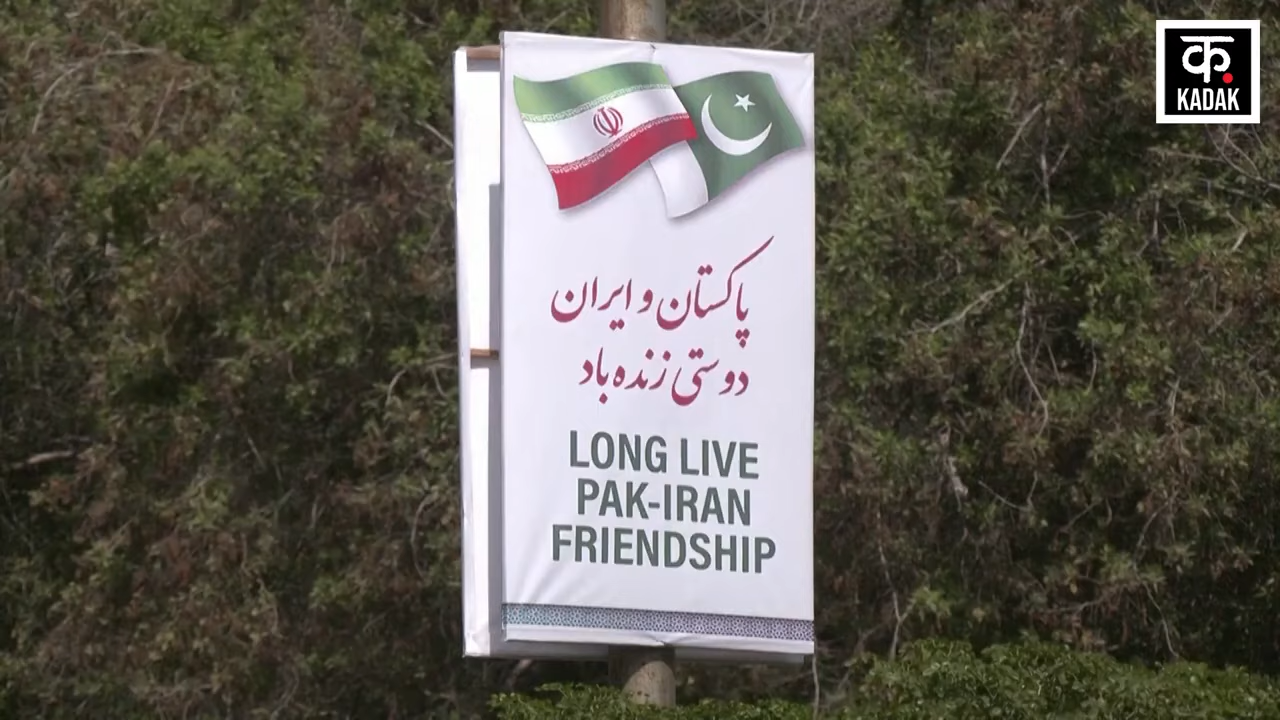 क.
KADAK
پاکستان و ایران
دوستی زنده باد
LONG LIVE
PAK-IRAN
FRIENDSHIP